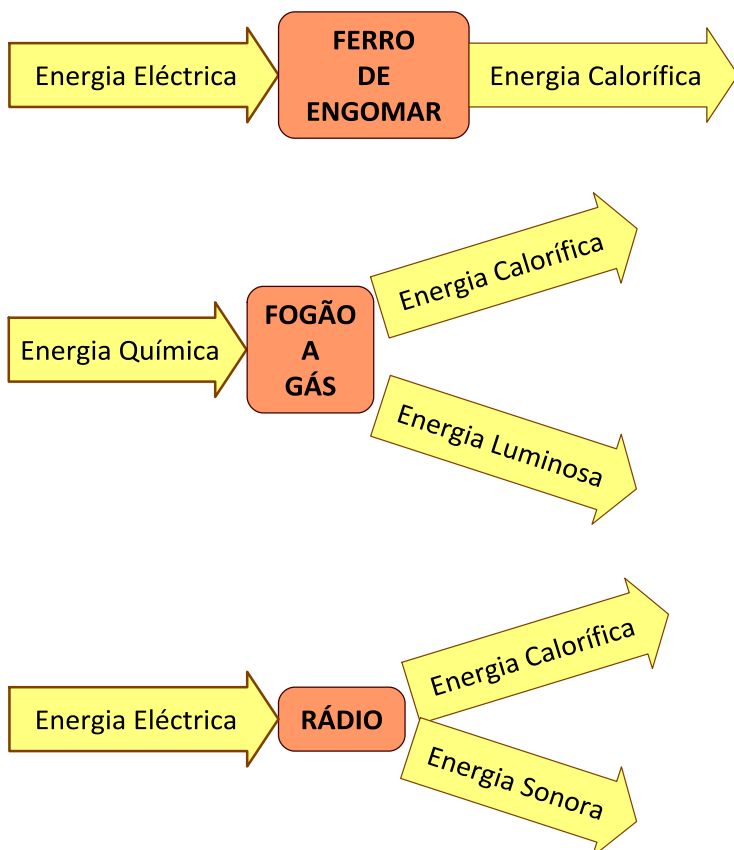 Energia Eléctrica
FERRO
DE
ENGOMAR
Energia Calorífica
Energia Química
FOGÃO
A
GÁS
Energia Calorífica
Energia Luminosa
Energia Eléctrica
RÁDIO
Energia Calorífica
Energia Sonora